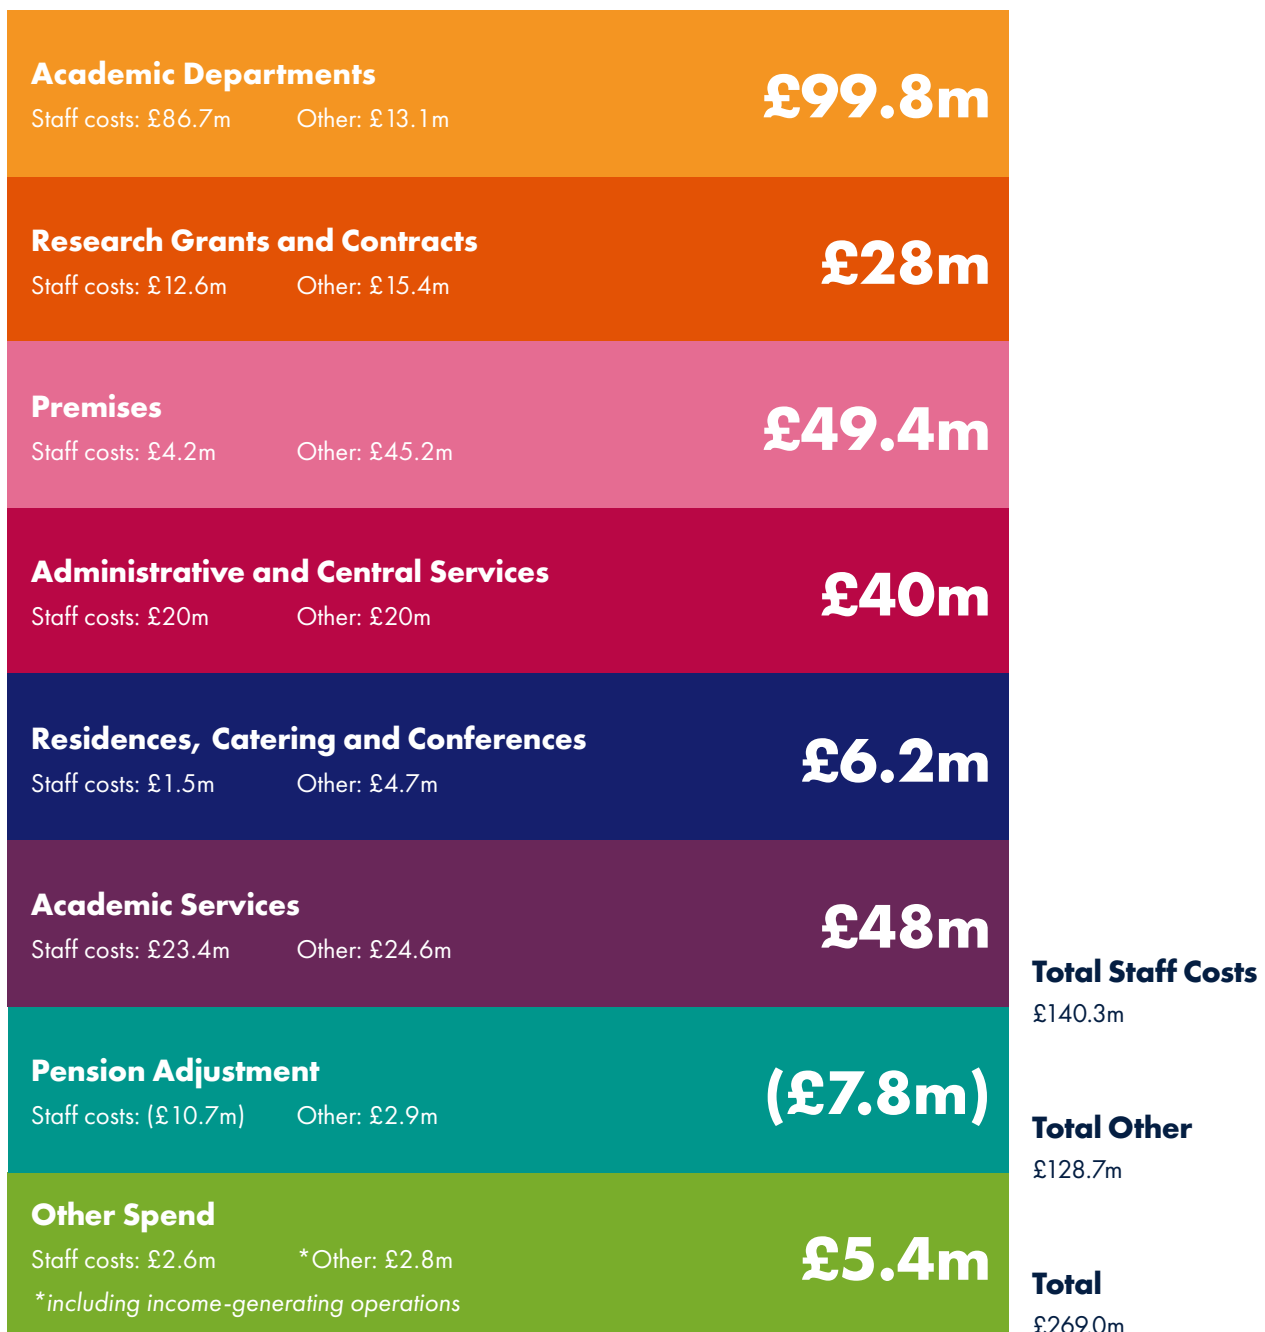 Academic Departments
Staff costs: £86.7m Other: £13.1m
£99.8m
Research Grants and Contracts
Staff costs: £12.6m Other: £15.4m
£28m
Premises
Staff costs: £4.2m Other: £45.2m
£49.4m
Administrative and Central Services
Staff costs: £20m Other: £20m
£40m
Residences, Catering and Conferences
Staff costs: £1.5m Other: £4.7m
£6.2m
Academic Services
Staff costs: £23.4m Other: £24.6m
£48m
Pension Adjustment
Staff costs: (£10.7m) Other: £2.9m
(£7.8m)
Other Spend
Staff costs: £2.6m *Other: £2.8m
*including income-generating operations
£5.4m
Total Staff Costs
£140.3m
Total Other
£128.7m
Total
£269.0m